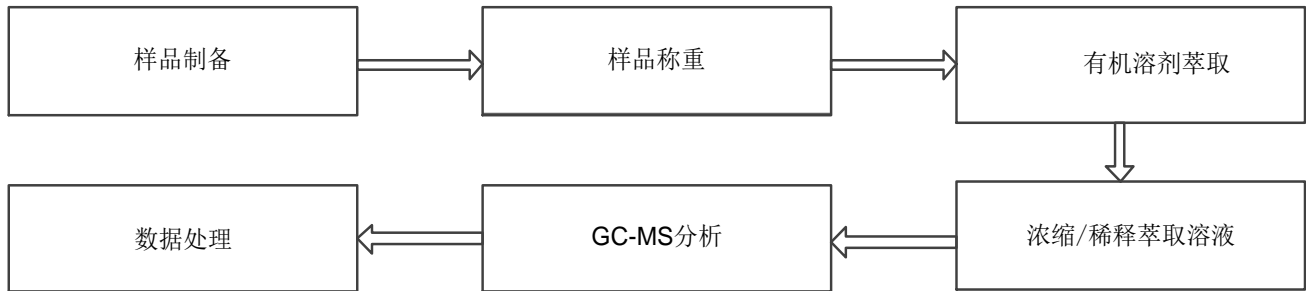 样品制备
样品称重
有机溶剂萃取
浓缩/稀释萃取溶液
GC-MS分析
数据处理